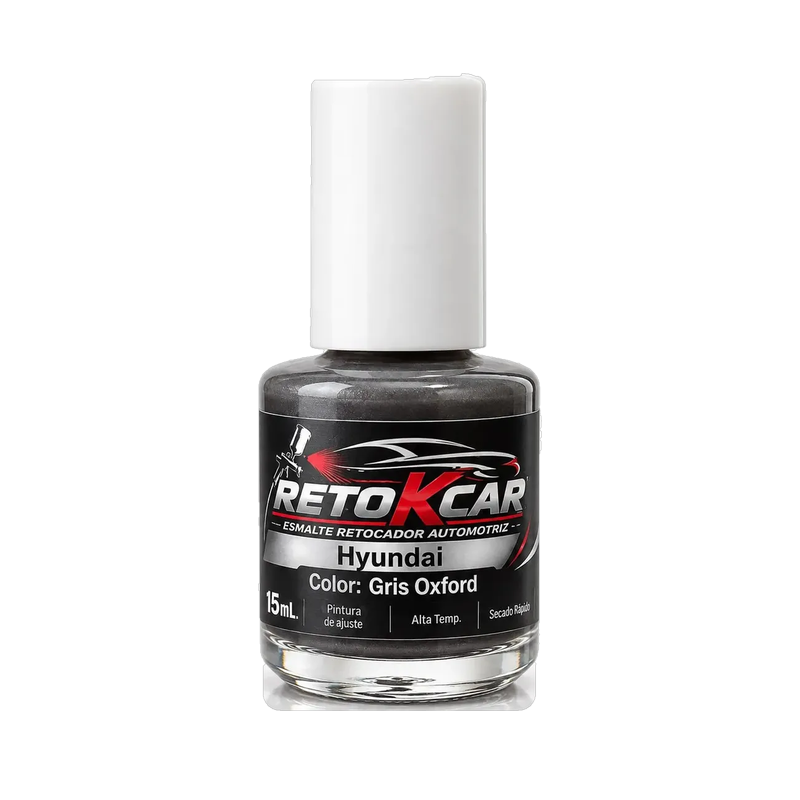 RETOKCAR
ESMALTE RETOCADOR AUTOMOTRIZ
Hyundai
Color: Gris Oxford
15mL.
Pintura
de ajuste
Alta Temp.
Secado Rápido